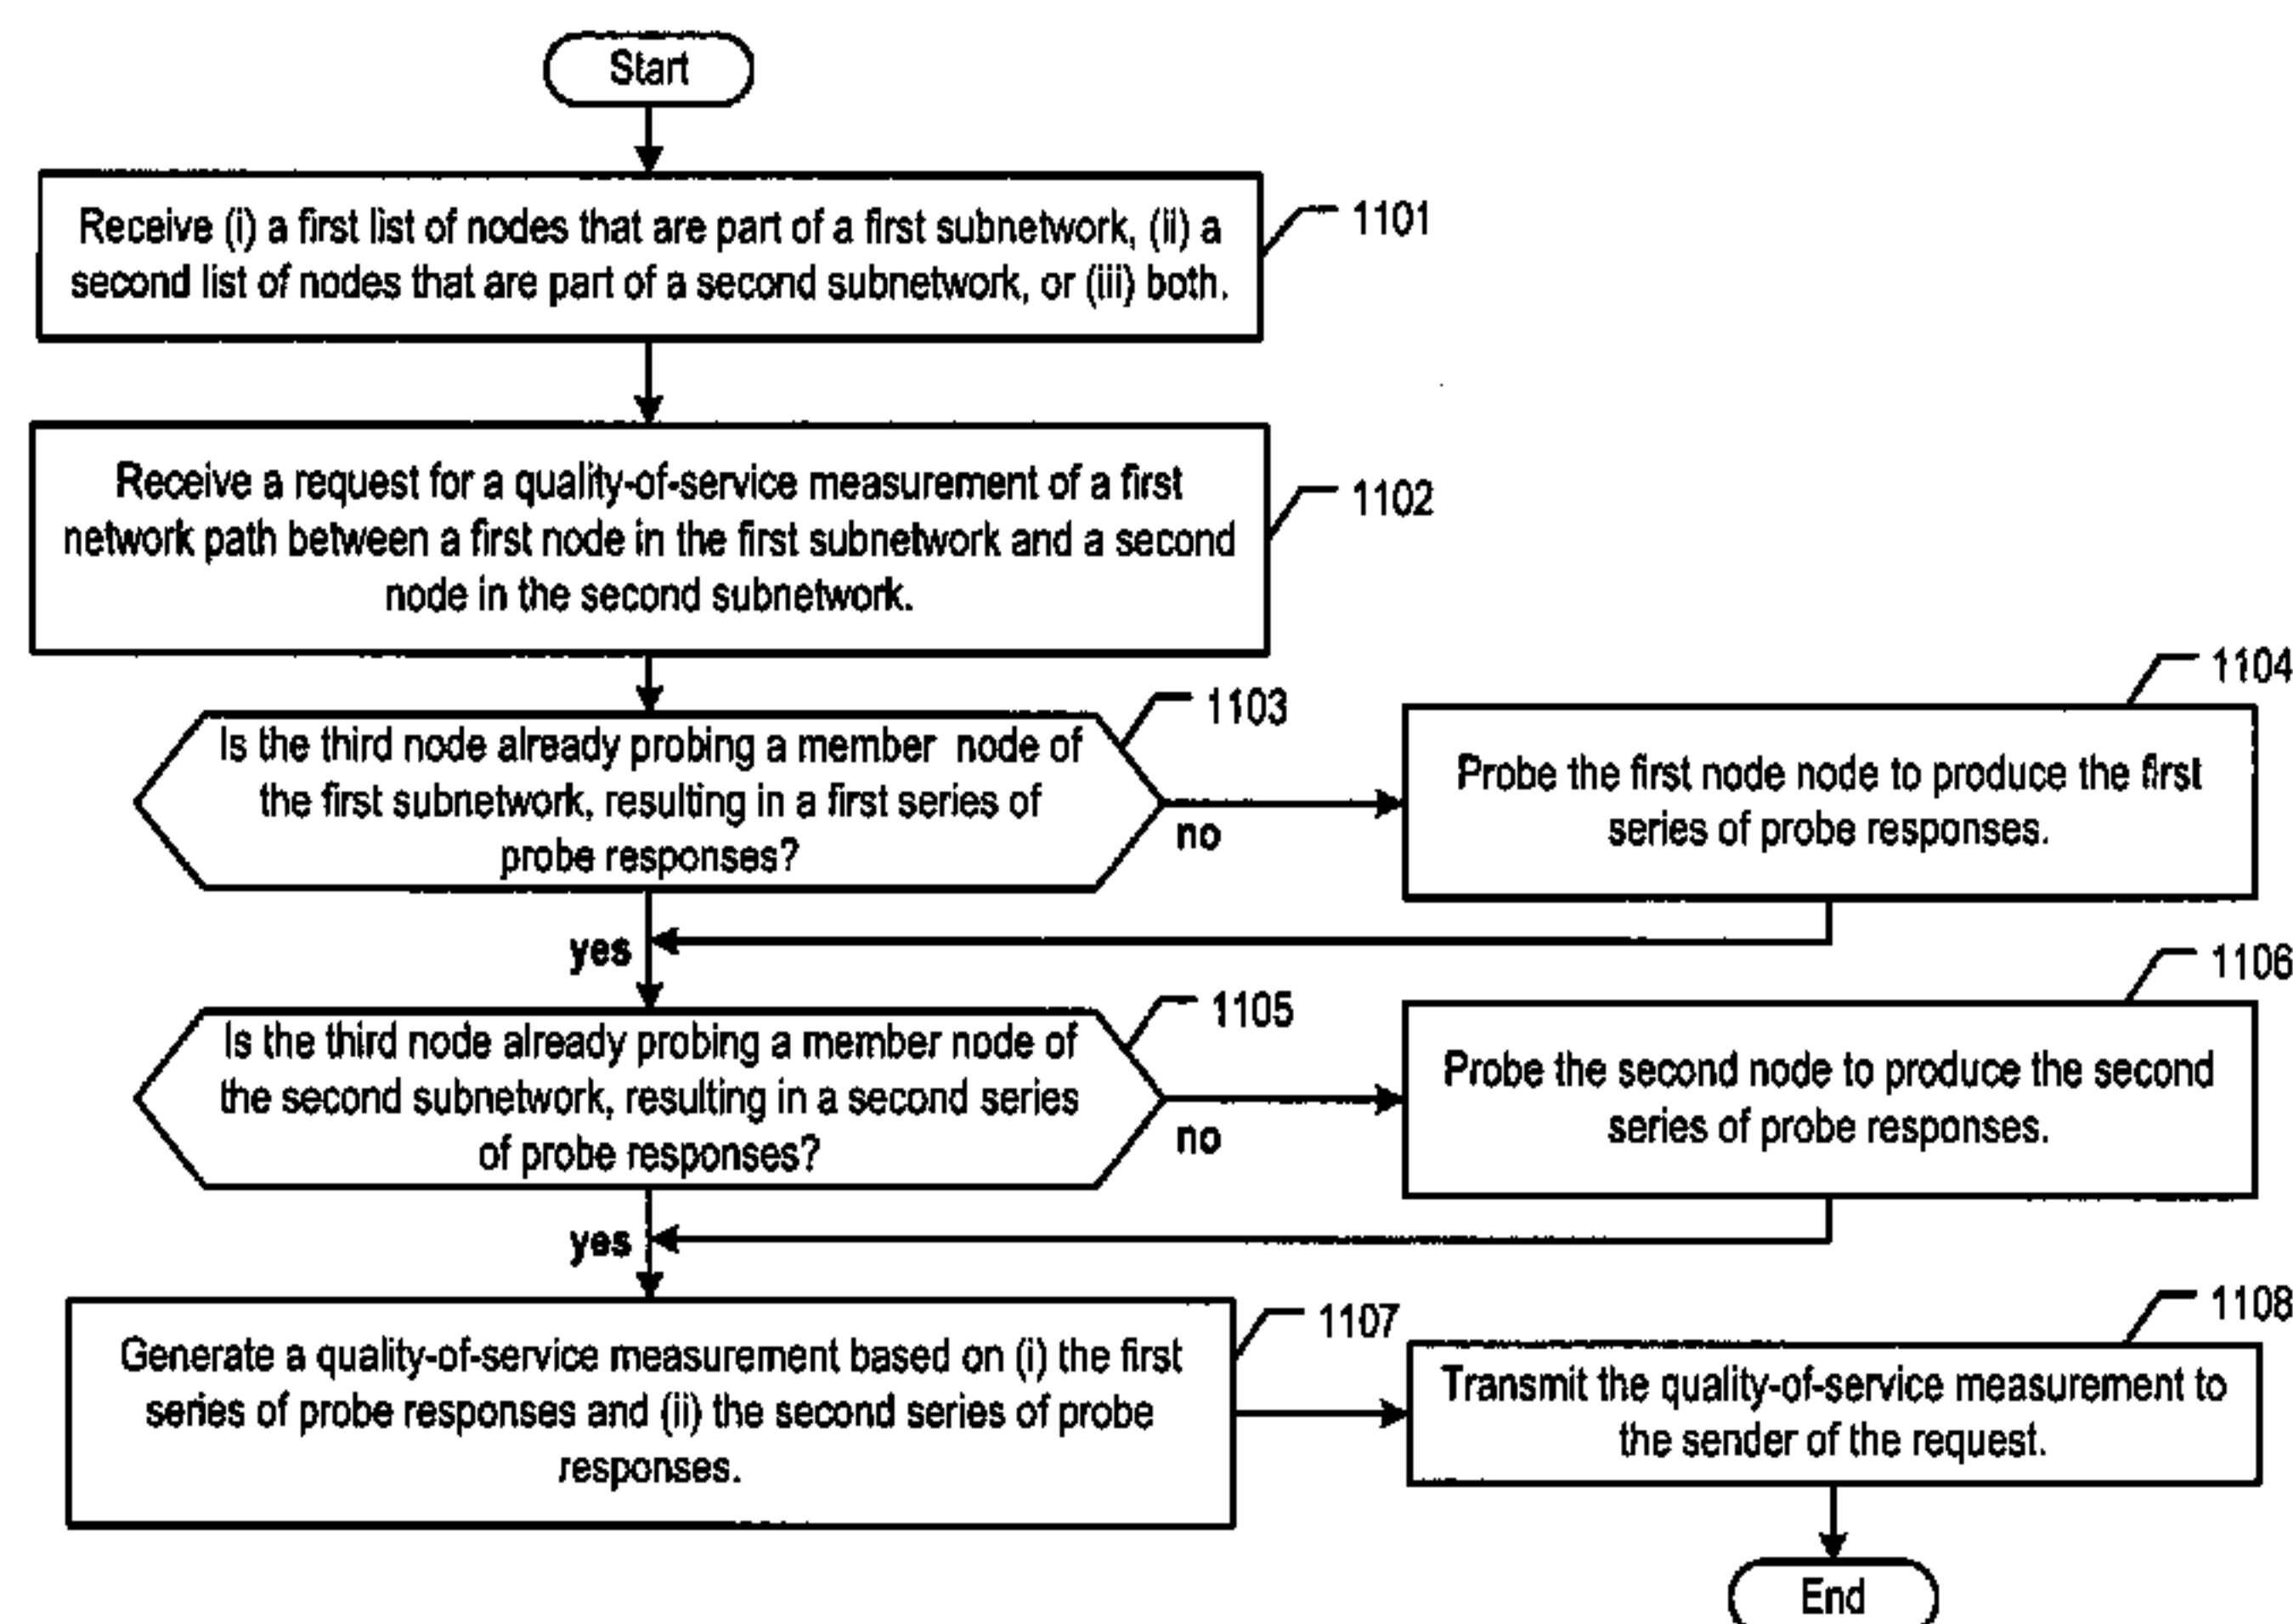 Start
Receive (i) a first list of nodes that are part of a first subnetwork, (ii) a
second list of nodes that are part of a second subnetwork, or (iii) both.
1101
Receive a request for a quality-of-service measurement of a first
network path between a first node in the first subnetwork and a second
node in the second subnetwork.
1102
Is the third node already probing a member node of
the first subnetwork, resulting in a first series of
probe responses?
1103
no
yes
Probe the first node node to produce the first
series of probe responses.
1104
Is the third node already probing a member node of
the second subnetwork, resulting in a second series
of probe responses?
1105
no
yes
Probe the second node to produce the second
series of probe responses.
1106
Generate a quality-of-service measurement based on (i) the first
series of probe responses and (ii) the second series of probe
responses.
1107
Transmit the quality-of-service measurement to
the sender of the request.
1108
End